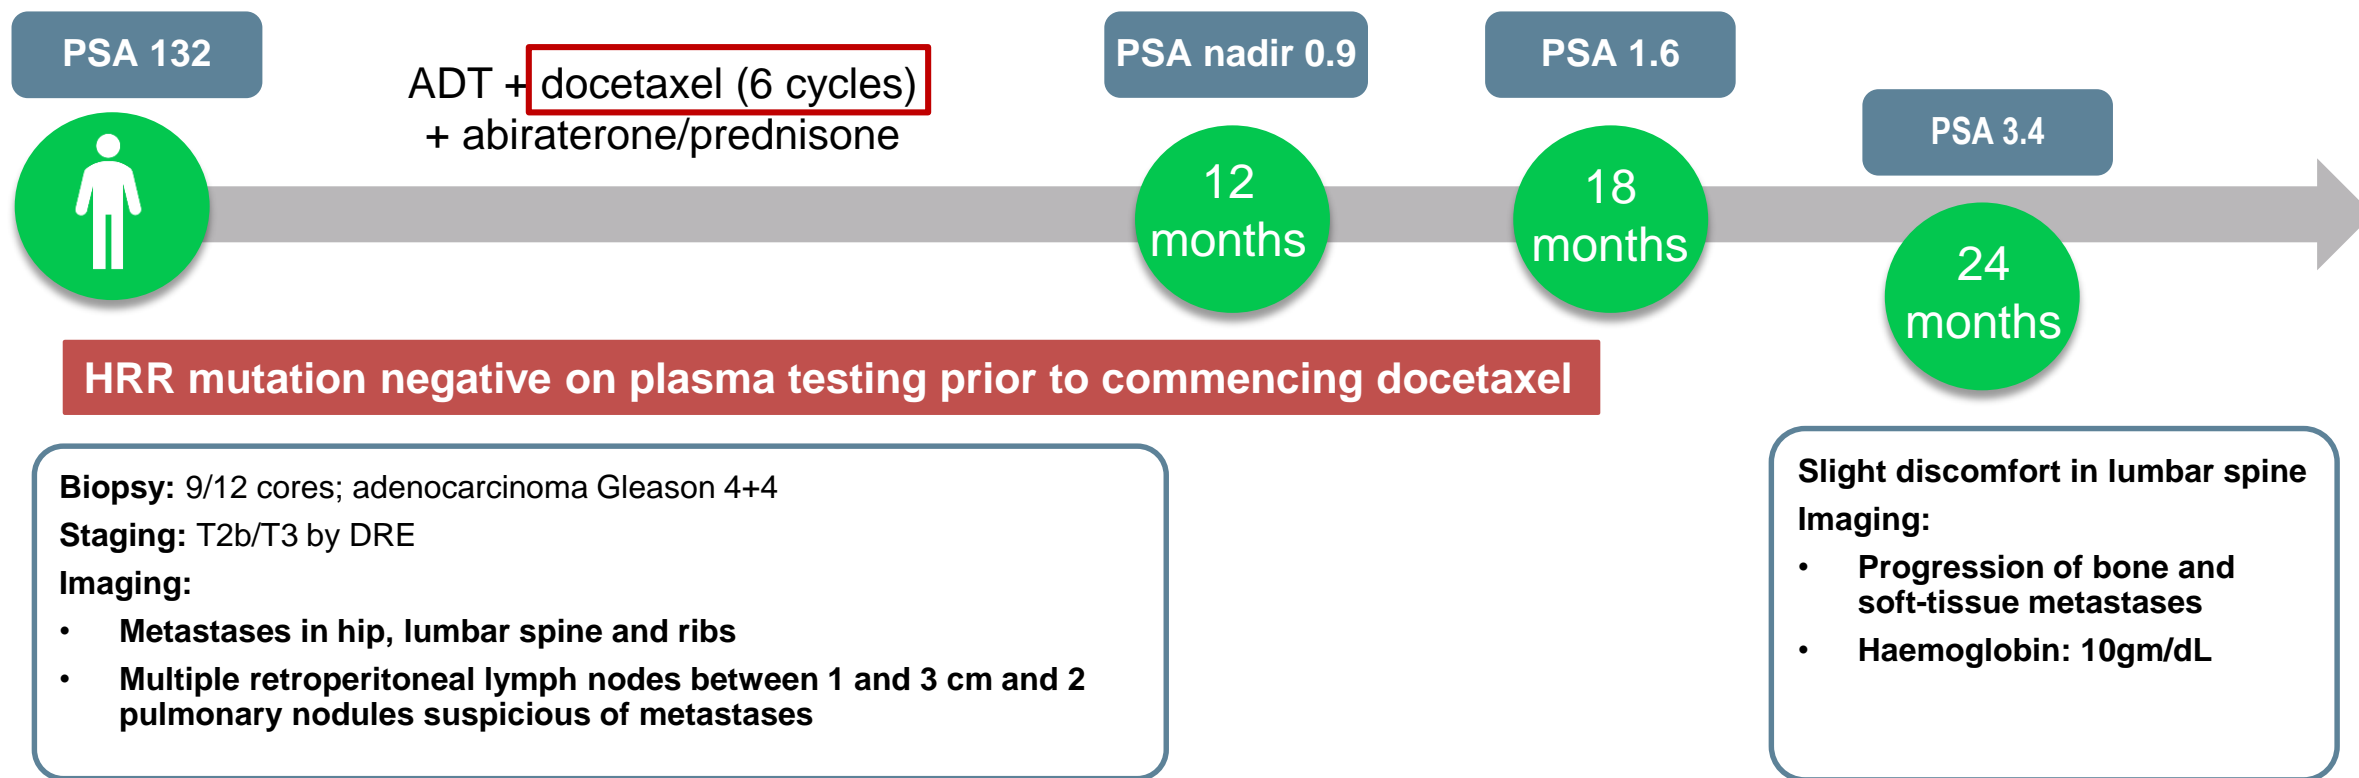 PSA 132
ADT + docetaxel (6 cycles)
+ abiraterone/prednisone
PSA nadir 0.9
PSA 1.6
PSA 3.4
12
months
18
months
24
months
HRR mutation negative on plasma testing prior to commencing docetaxel
Biopsy: 9/12 cores; adenocarcinoma Gleason 4+4
Staging: T2b/T3 by DRE
Imaging:
• Metastases in hip, lumbar spine and ribs
• Multiple retroperitoneal lymph nodes between 1 and 3 cm and 2
pulmonary nodules suspicious of metastases
Slight discomfort in lumbar spine
Imaging:
• Progression of bone and
soft-tissue metastases
• Haemoglobin: 10gm/dL